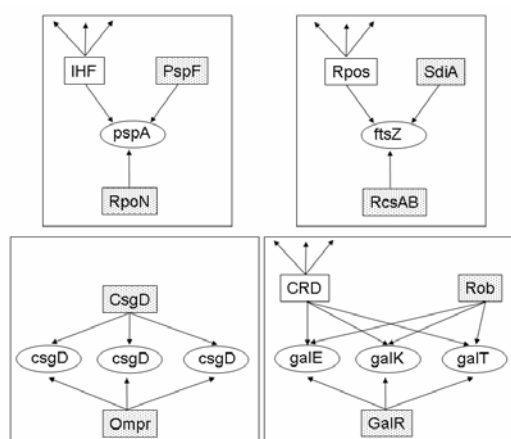 IHF PspF
pspA
RpoN
Rpos SdiA
ftsZ
RcsAB
CsgD
csgD csgD csgD
Ompr
CRD Rob
galE galK galT
GalR